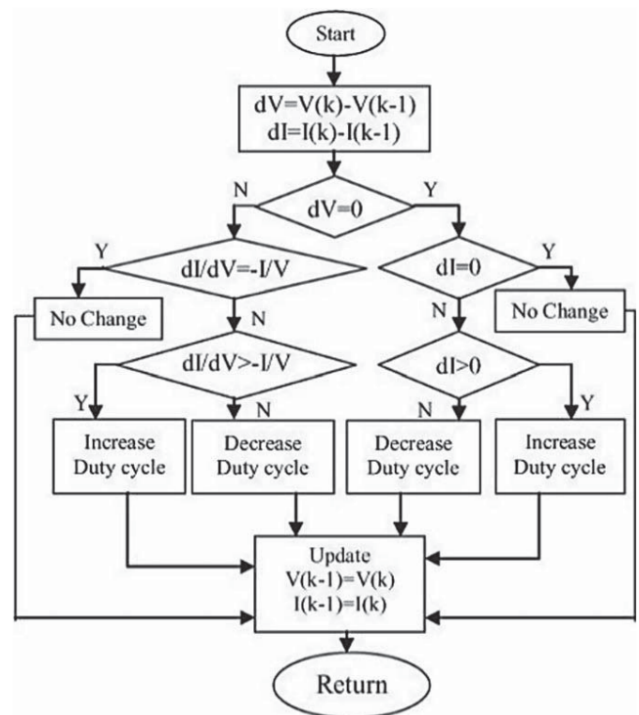 Start
dV=V(k)-V(k-1)
dI=I(k)-I(k-1)
N
Y
dV=0
Y
dI/dV=-I/V
dI=0
Y
No Change
N
N
No Change
dI/dV>-I/V
dI>0
Y
N
N
Y
Increase
Duty cycle
Decrease
Duty cycle
Decrease
Duty cycle
Increase
Duty cycle
Update
V(k-1)=V(k)
I(k-1)=I(k)
Return